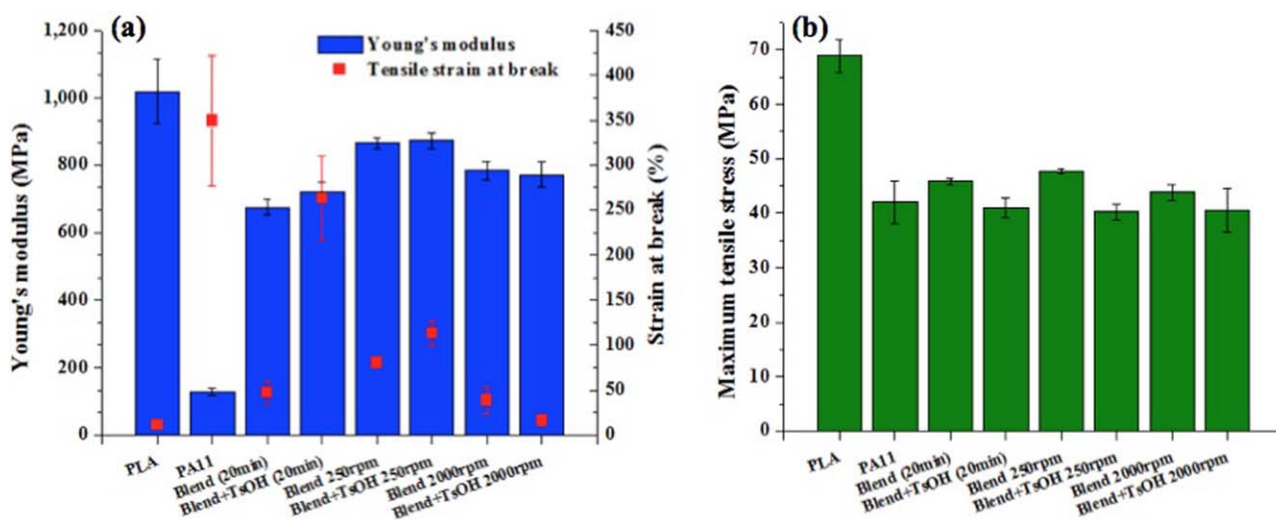 (a)
Young's modulus
Tensile strain at break
1,200
1,000
800
600
400
200
0
Young's modulus (MPa)
450
400
350
300
250
200
150
100
50
0
Strain at break (%)
PLA
PA11
Blend (20min)
Blend+TsOH (20min)
Blend 250rpm
Blend+TsOH 250rpm
Blend 2000rpm
Blend+TsOH 2000rpm
(b)
70
60
50
40
30
20
10
0
Maximum tensile stress (MPa)
PLA
PA11
Blend (20min)
Blend+TsOH (20min)
Blend 250rpm
Blend+TsOH 250rpm
Blend 2000rpm
Blend+TsOH 2000rpm